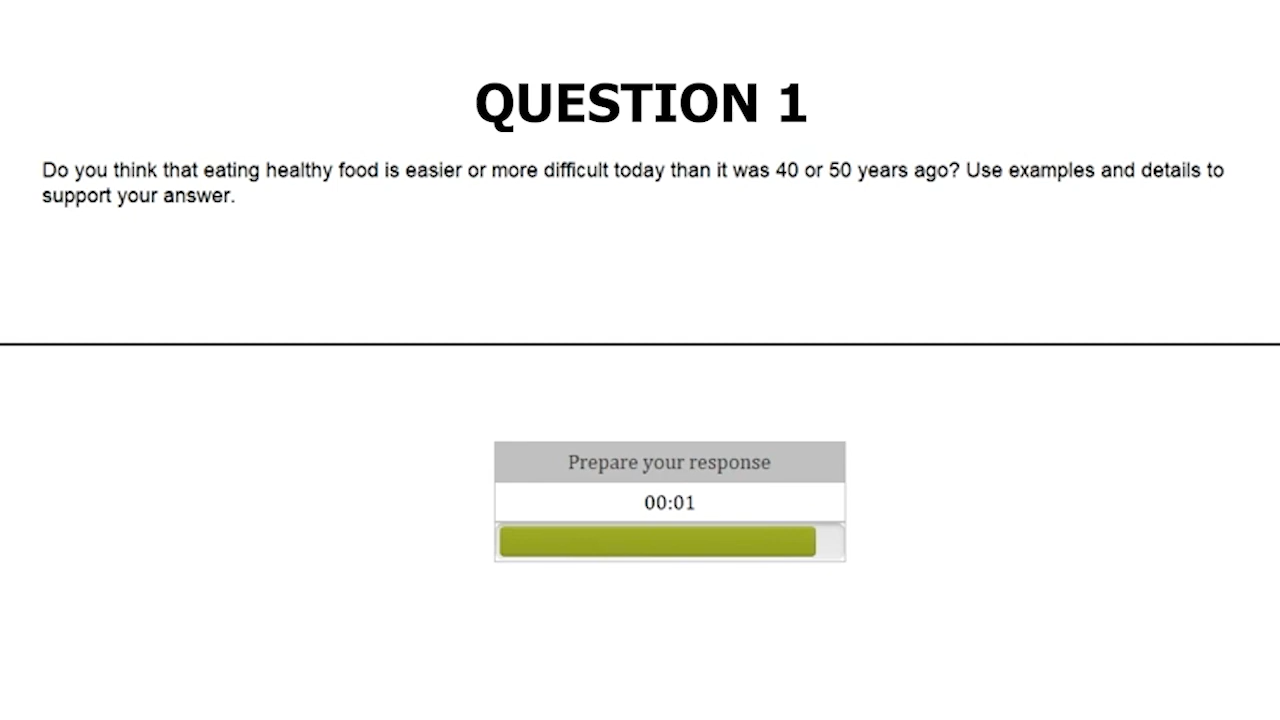 QUESTION 1
Do you think that eating healthy food is easier or more difficult today than it was 40 or 50 years ago? Use examples and details to
support your answer.
Prepare your response
00:01